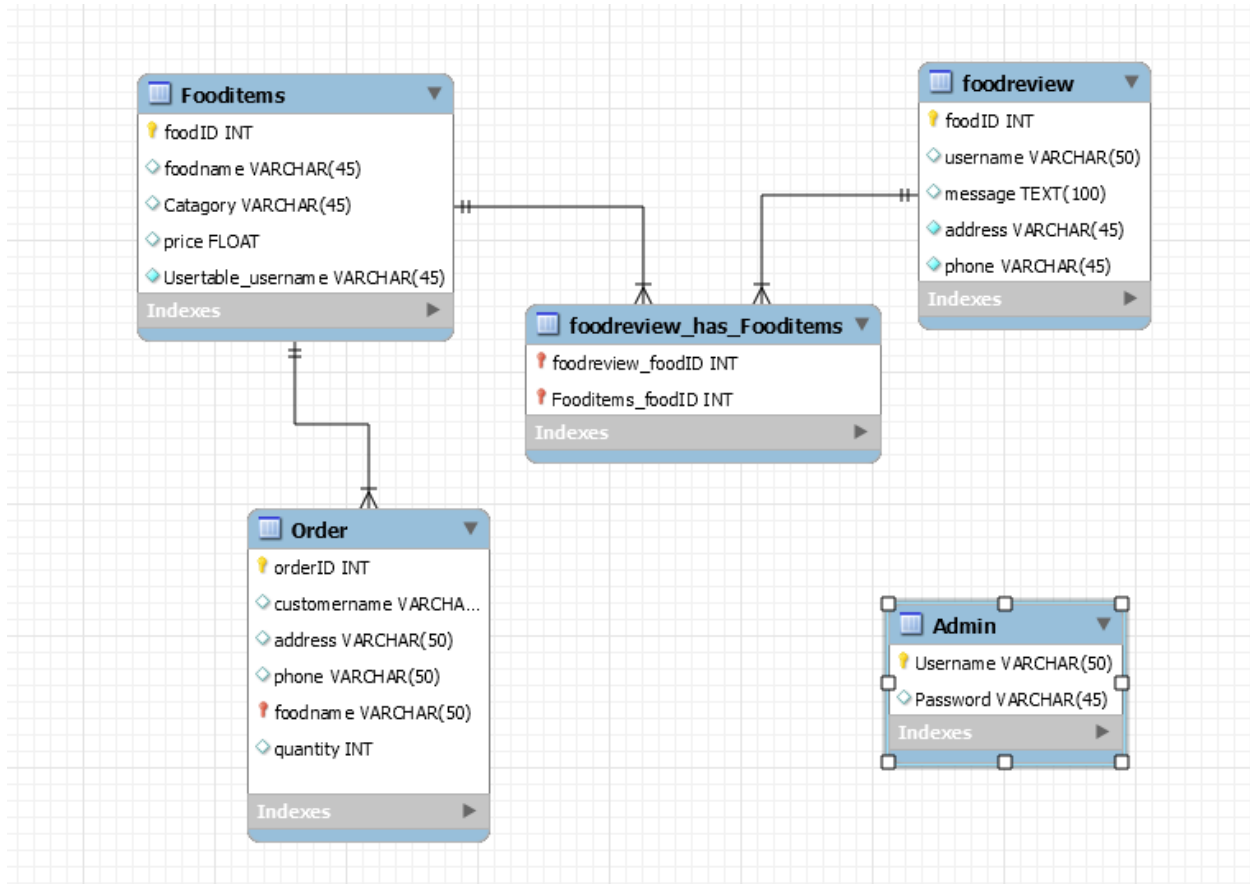 Fooditems
foodID INT
foodname VARCHAR(45)
Catagory VARCHAR(45)
price FLOAT
Usertable_username VARCHAR(45)
Indexes
foodreview
foodID INT
username VARCHAR(50)
message TEXT(100)
address VARCHAR(45)
phone VARCHAR(45)
Indexes
foodreview_has_Fooditems
foodreview_foodID INT
Fooditems_foodID INT
Indexes
Order
orderID INT
customername VARCHA...
address VARCHAR(50)
phone VARCHAR(50)
foodname VARCHAR(50)
quantity INT
Indexes
Admin
Username VARCHAR(50)
Password VARCHAR(45)
Indexes